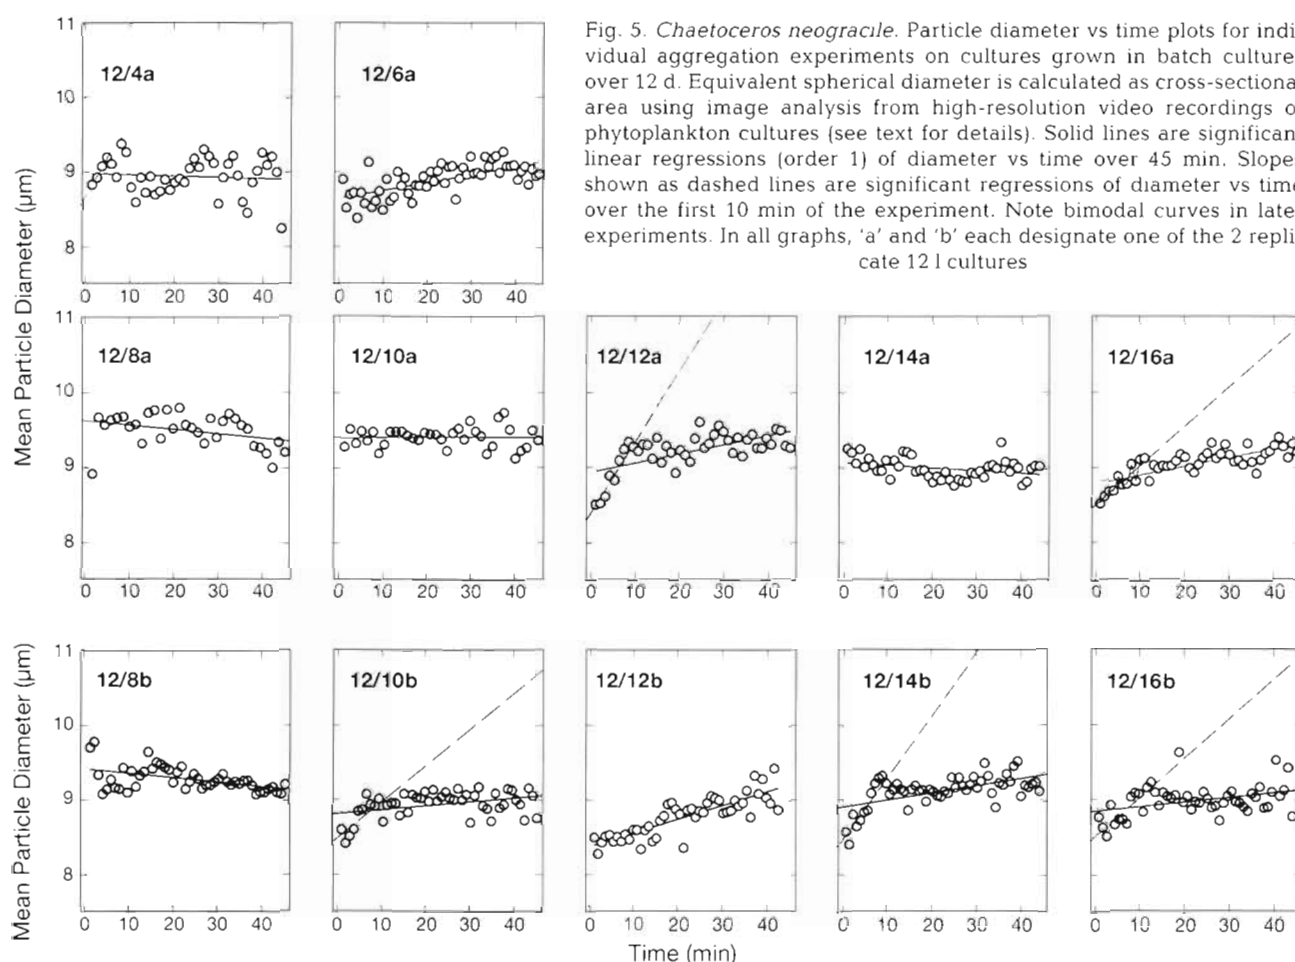 Fig. 5. Chaetoceros neogracile. Particle diameter vs time plots for indi
vidual aggregation experiments on cultures grown in batch culture
over 12 d. Equivalent spherical diameter is calculated as cross-sectiona
area using image analysis from high-resolution video recordings o
phytoplankton cultures (see text for details). Solid lines are significan
linear regressions (order 1) of diameter vs time over 45 min. Slope
shown as dashed lines are significant regressions of diameter vs time
over the first 10 min of the experiment. Note bimodal curves in late
experiments. In all graphs, 'a' and 'b' each designate one of the 2 repli
cate 12 l cultures
Mean Particle Diameter (µm)
11
10
9
8
12/4a
0 10 20 30 40
12/6a
0 10 20 30 40
11
10
9
8
12/8a
0 10 20 30 40
12/10a
0 10 20 30 40
12/12a
0 10 20 30 40
12/14a
0 10 20 30 40
12/16a
0 10 20 30 40
Mean Particle Diameter (µm)
11
10
9
8
12/8b
0 10 20 30 40
12/10b
0 10 20 30 40
12/12b
0 10 20 30 40
12/14b
0 10 20 30 40
12/16b
0 10 20 30 40
Time (min)